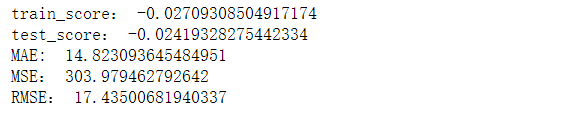 train_score： -0.02709308504917174
test_score： -0.02419328275442334
MAE： 14.823093645484951
MSE： 303.979462792642
RMSE： 17.43500681940337